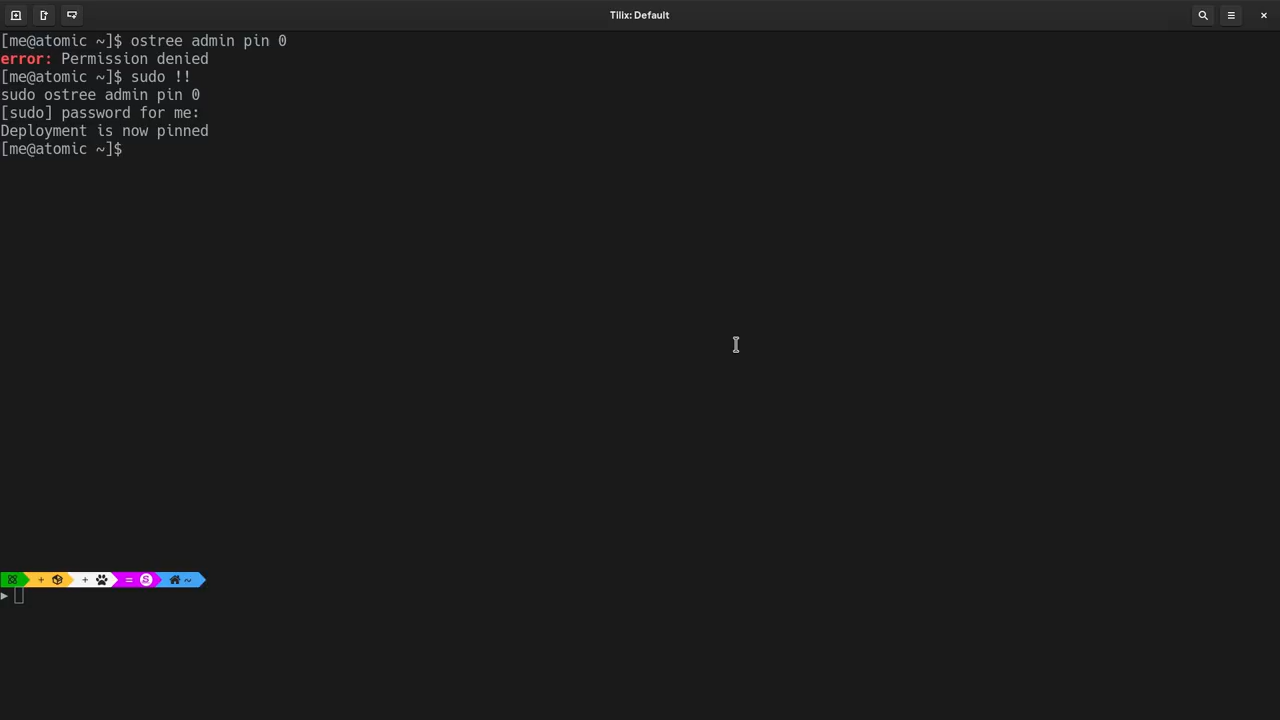 Tilix: Default
[me@atomic ~]$ ostree admin pin 0
error: Permission denied
[me@atomic ~]$ sudo !!
sudo ostree admin pin 0
[sudo] password for me:
Deployment is now pinned
[me@atomic ~]$
+ + = S ~